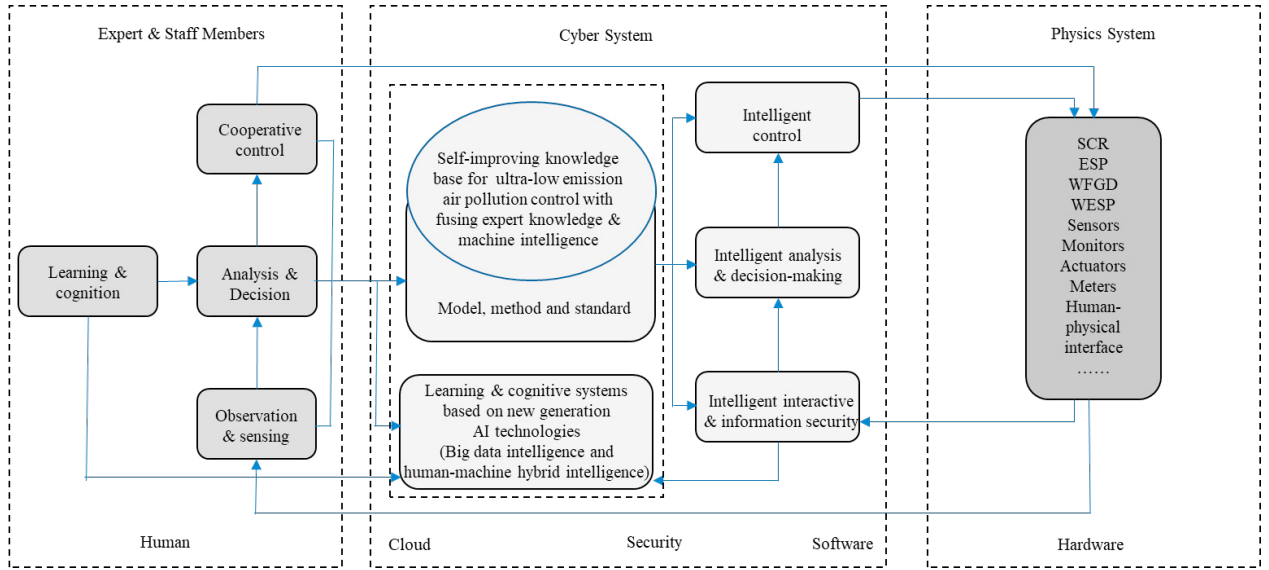 Expert & Staff Members
Cyber System
Physics System
Cooperative
control
Learning &
cognition
Analysis &
Decision
Observation
& sensing
Self-improving knowledge
base for ultra-low emission
air pollution control with
fusing expert knowledge &
machine intelligence
Model, method and standard
Learning & cognitive systems
based on new generation
AI technologies
(Big data intelligence and
human-machine hybrid intelligence)
Intelligent
control
Intelligent analysis
& decision-making
Intelligent interactive
& information security
SCR
ESP
WFGD
WESP
Sensors
Monitors
Actuators
Meters
Human-
physical
interface
……
Human
Cloud
Security
Software
Hardware